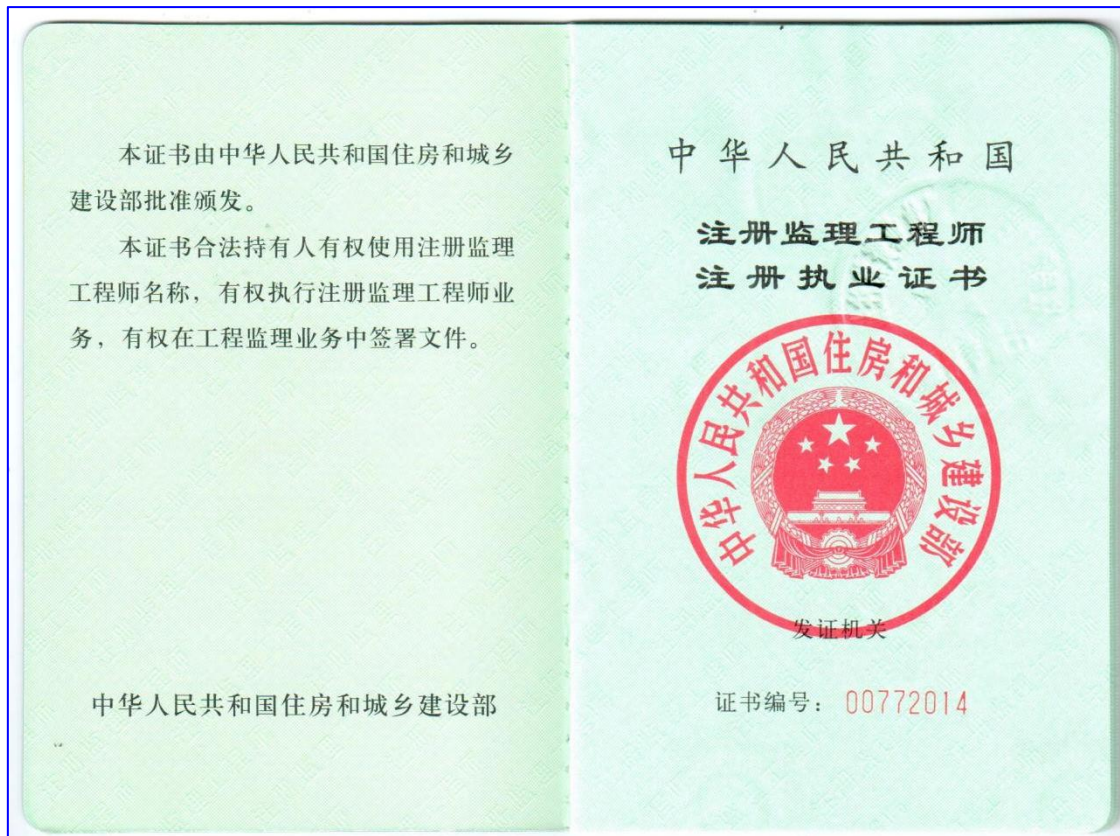 本证书由中华人民共和国住房和城乡
建设部批准颁发。
本证书合法持有人有权使用注册监理
工程师名称，有权执行注册监理工程师业
务，有权在工程监理业务中签署文件。
中华人民共和国住房和城乡建设部
中华人民共和国
注册监理工程师
注册执业证书
中华人民共和国住房和城乡建设部
发证机关
证书编号：00772014